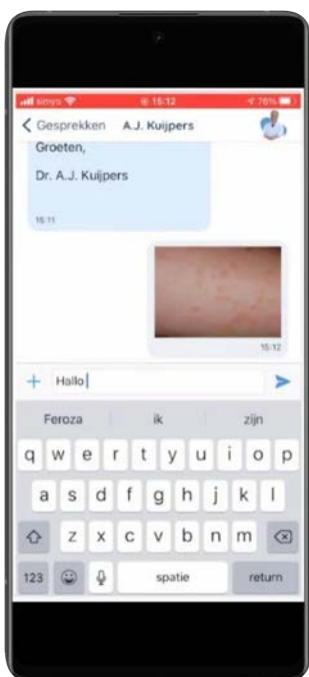 simyo 15:12 76%
Gesprekken A.J. Kuijpers
Groeten,
Dr. A.J. Kuijpers
15:11
15:12
Hallo
Feroza ik zijn
q w e r t y u i o p
a s d f g h j k l
z x c v b n m
123 spatie return